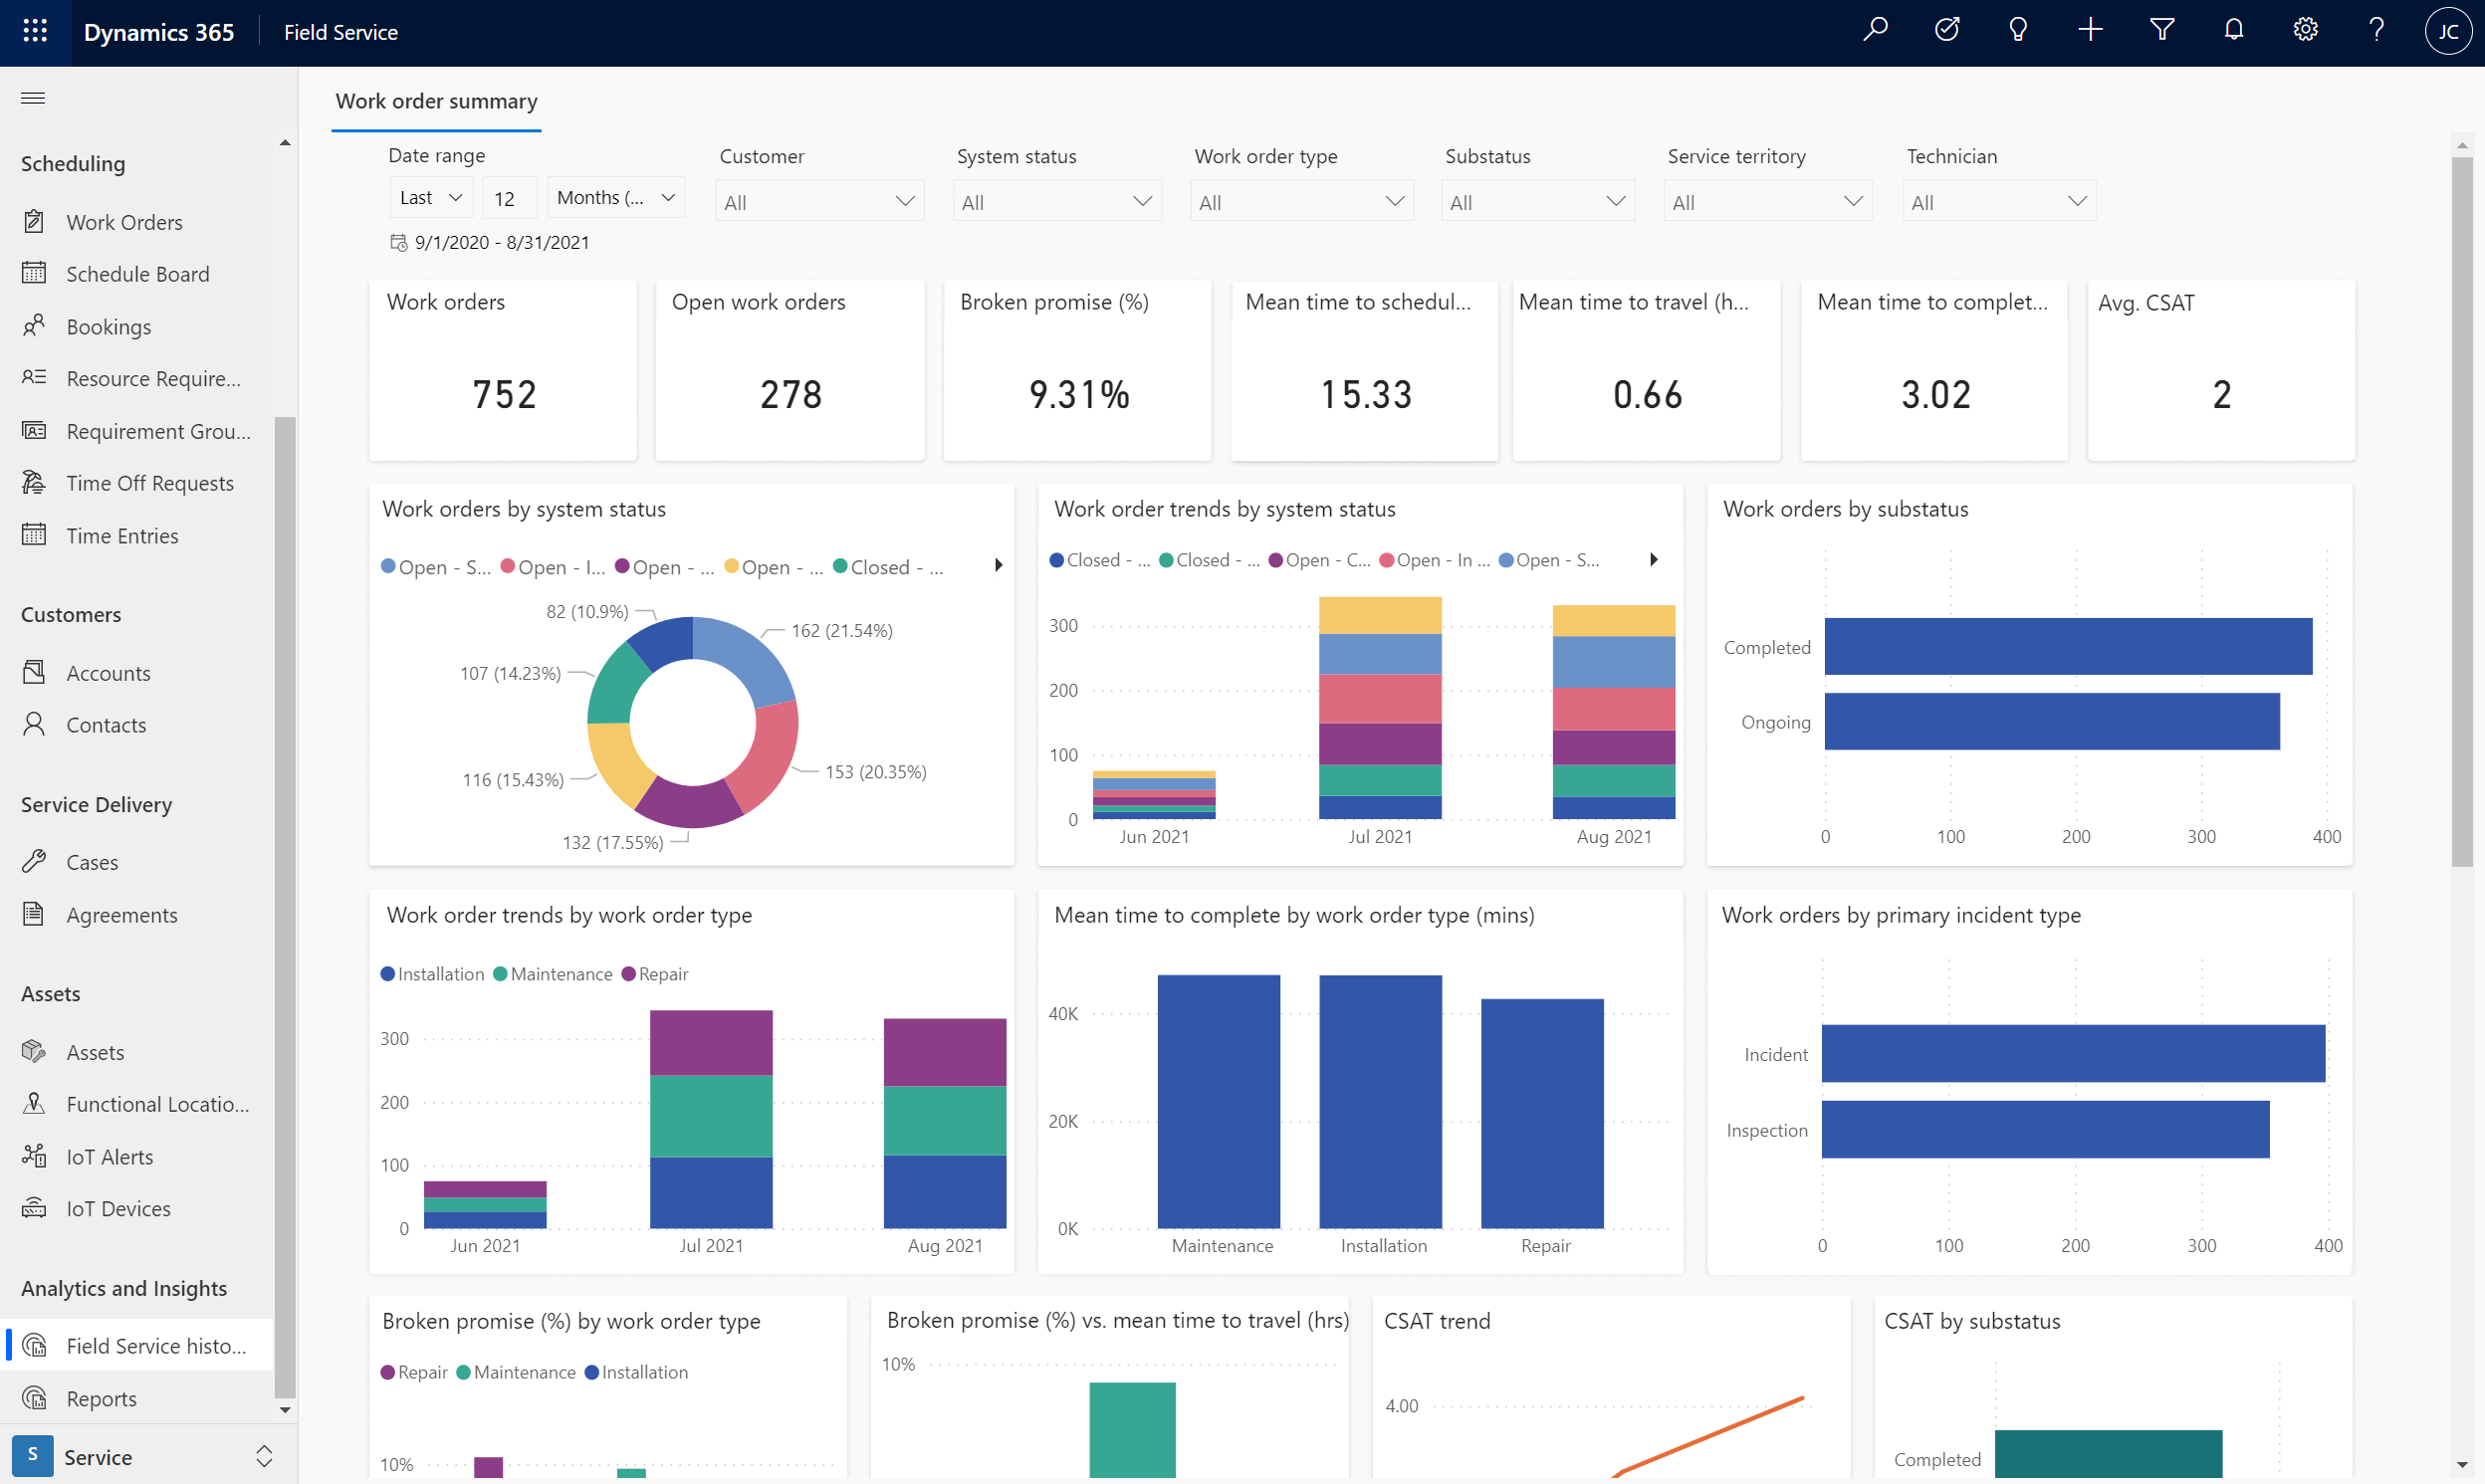 Dynamics 365
Field Service
JC
Scheduling
Work Orders
Schedule Board
Bookings
Resource Require...
Requirement Grou...
Time Off Requests
Time Entries
Customers
Accounts
Contacts
Service Delivery
Cases
Agreements
Assets
Assets
Functional Locatio...
IoT Alerts
IoT Devices
Analytics and Insights
Field Service histo...
Reports
S Service
Work order summary
Date range
Last 12 Months (...
9/1/2020 - 8/31/2021
Customer
All
System status
All
Work order type
All
Substatus
All
Service territory
All
Technician
All
Work orders
752
Open work orders
278
Broken promise (%)
9.31%
Mean time to schedul...
15.33
Mean time to travel (h...
0.66
Mean time to complet...
3.02
Avg. CSAT
2
Work orders by system status
Open - S... Open - I... Open - ... Open - ... Closed - ...
82 (10.9%)
162 (21.54%)
107 (14.23%)
116 (15.43%)
153 (20.35%)
132 (17.55%)
Work order trends by system status
Closed - ... Closed - ... Open - C... Open - In ... Open - S...
300
200
100
0
Jun 2021 Jul 2021 Aug 2021
Work orders by substatus
Completed
Ongoing
0 100 200 300 400
Work order trends by work order type
Installation Maintenance Repair
300
200
100
0
Jun 2021 Jul 2021 Aug 2021
Mean time to complete by work order type (mins)
40K
20K
0K
Maintenance Installation Repair
Work orders by primary incident type
Incident
Inspection
0 100 200 300 400
Broken promise (%) by work order type
Repair Maintenance Installation
10%
Broken promise (%) vs. mean time to travel (hrs)
10%
CSAT trend
4.00
CSAT by substatus
Completed